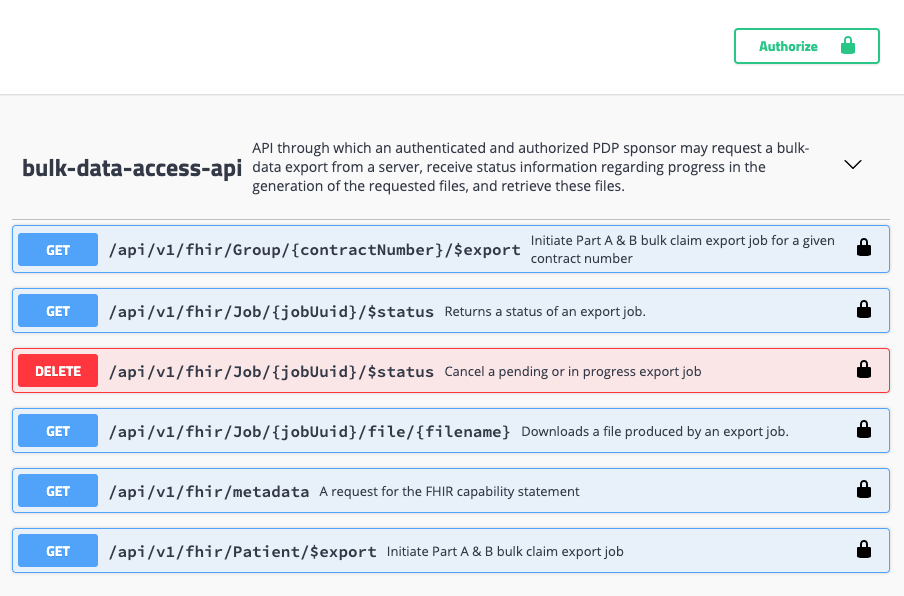 Authorize
bulk-data-access-api
API through which an authenticated and authorized PDP sponsor may request a bulk-
data export from a server, receive status information regarding progress in the
generation of the requested files, and retrieve these files.
GET /api/v1/fhir/Group/{contractNumber}/$export Initiate Part A & B bulk claim export job for a given
contract number
GET /api/v1/fhir/Job/{jobUuid}/$status Returns a status of an export job.
DELETE /api/v1/fhir/Job/{jobUuid}/$status Cancel a pending or in progress export job
GET /api/v1/fhir/Job/{jobUuid}/file/{filename} Downloads a file produced by an export job.
GET /api/v1/fhir/metadata A request for the FHIR capability statement
GET /api/v1/fhir/Patient/$export Initiate Part A & B bulk claim export job